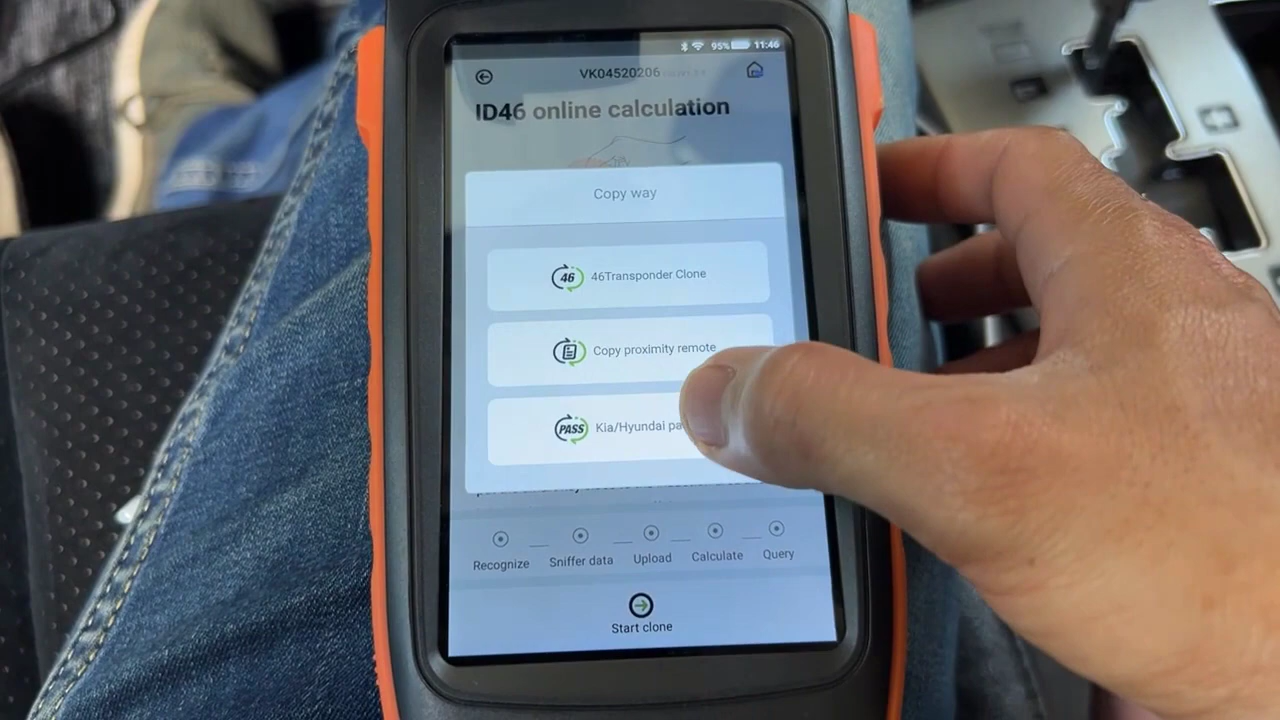 95% 11:46
VK04520206
ID46 online calculation
Copy way
46 46Transponder Clone
Copy proximity remote
PASS Kia/Hyundai
Recognize Sniffer data Upload Calculate Query
Start clone